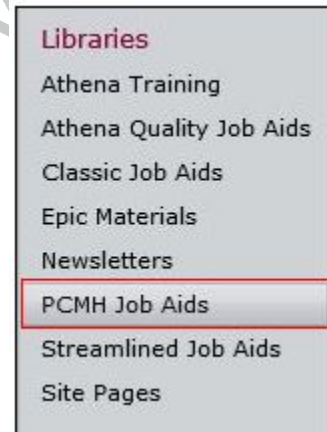 Libraries
Athena Training
Athena Quality Job Aids
Classic Job Aids
Epic Materials
Newsletters
PCMH Job Aids
Streamlined Job Aids
Site Pages